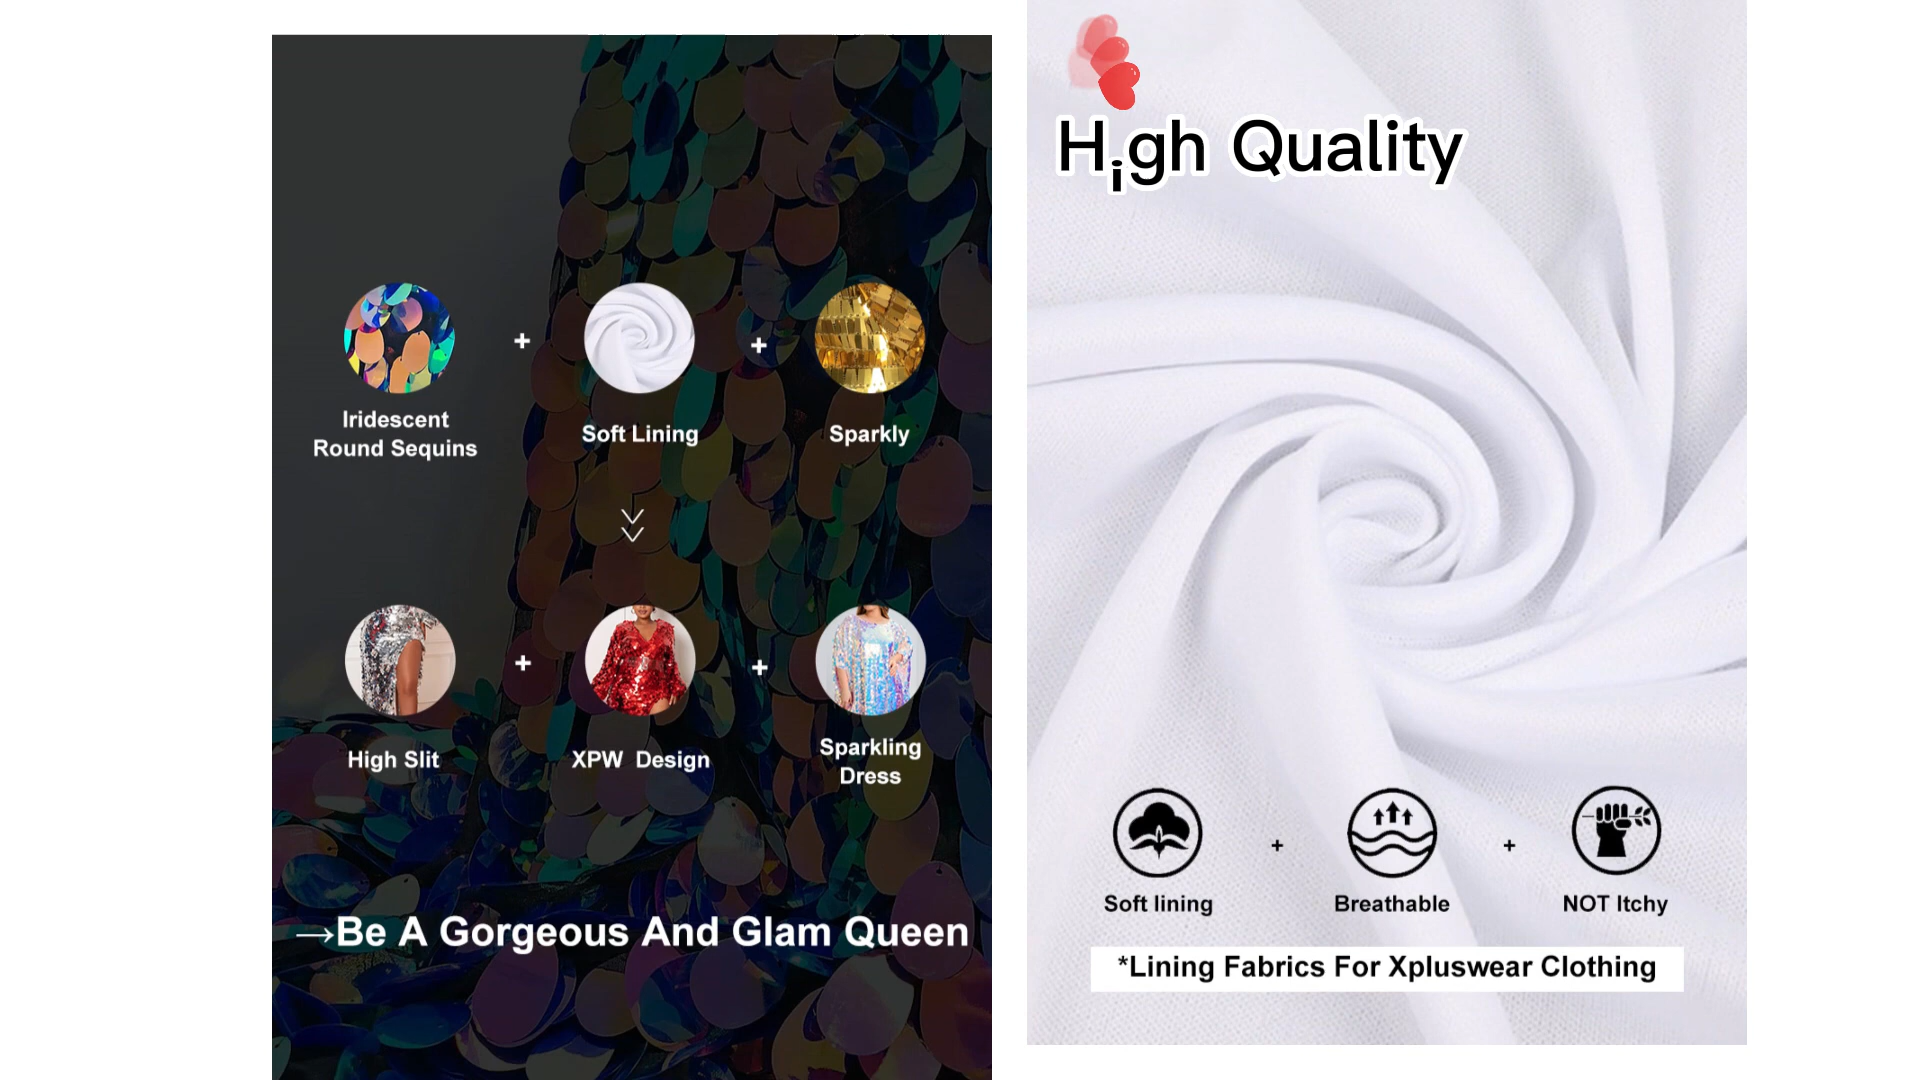 Iridescent
Round Sequins
+
Soft Lining
+
Sparkly
High Slit
+
XPW Design
+
Sparkling
Dress
→Be A Gorgeous And Glam Queen
High Quality
Soft lining
+
Breathable
+
NOT Itchy
*Lining Fabrics For Xpluswear Clothing